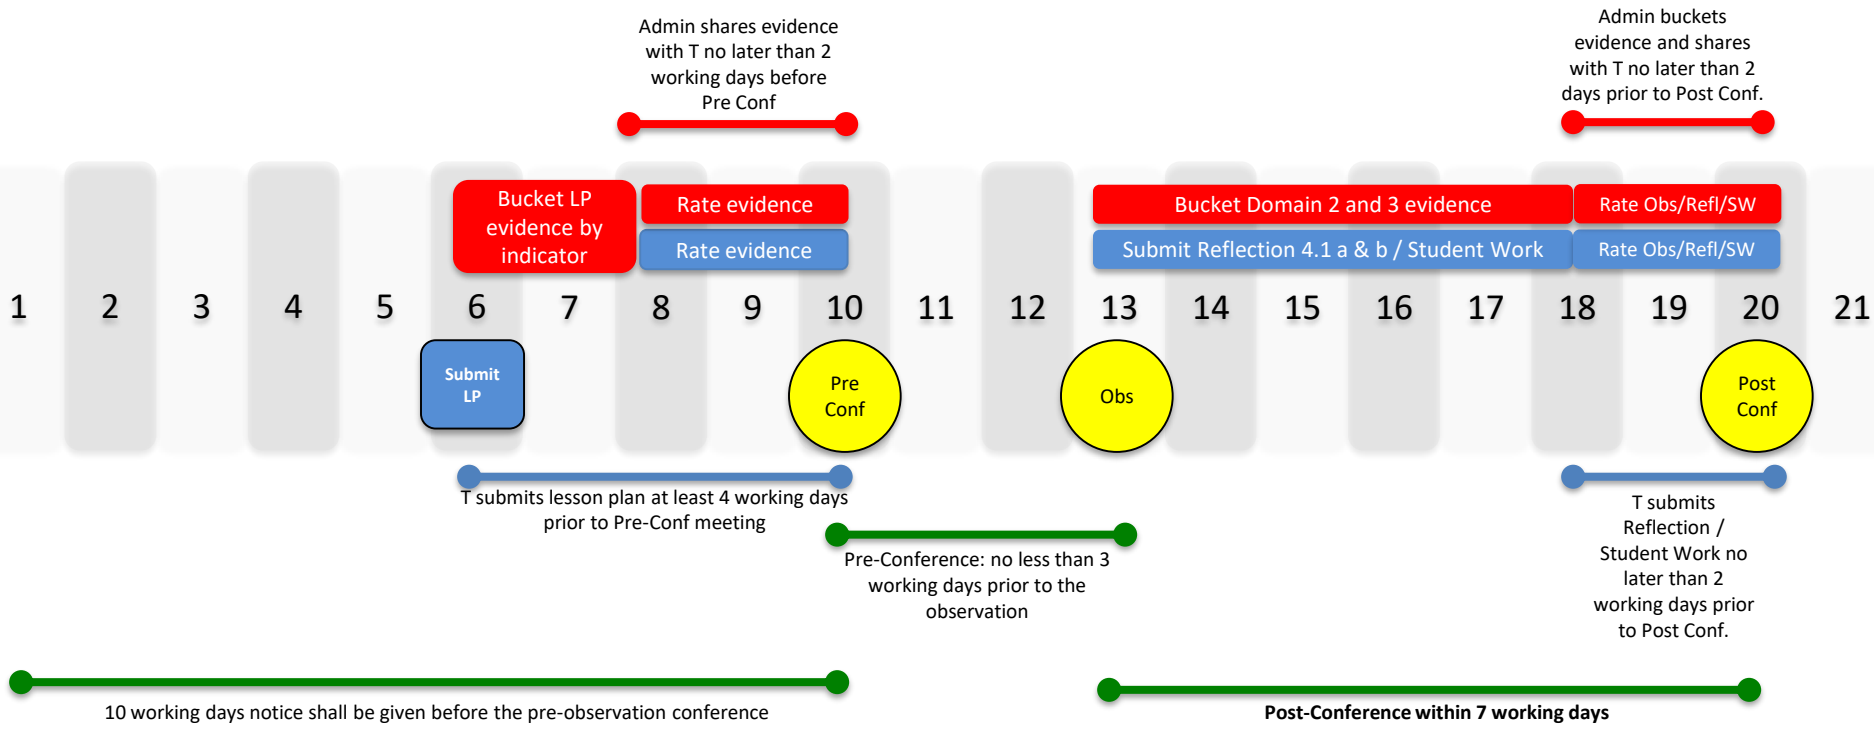 Admin shares evidence
with T no later than 2
working days before
Pre Conf
Admin buckets
evidence and shares
with T no later than 2
days prior to Post Conf.
Bucket LP
evidence by
indicator
Rate evidence
Rate evidence
Bucket Domain 2 and 3 evidence
Submit Reflection 4.1 a & b / Student Work
Rate Obs/Refl/SW
Rate Obs/Refl/SW
1 2 3 4 5 6 7 8 9 10 11 12 13 14 15 16 17 18 19 20 21
Submit
LP
Pre
Conf
Obs
Post
Conf
T submits lesson plan at least 4 working days
prior to Pre-Conf meeting
Pre-Conference: no less than 3
working days prior to the
observation
T submits
Reflection /
Student Work no
later than 2
working days prior
to Post Conf.
10 working days notice shall be given before the pre-observation conference
Post-Conference within 7 working days